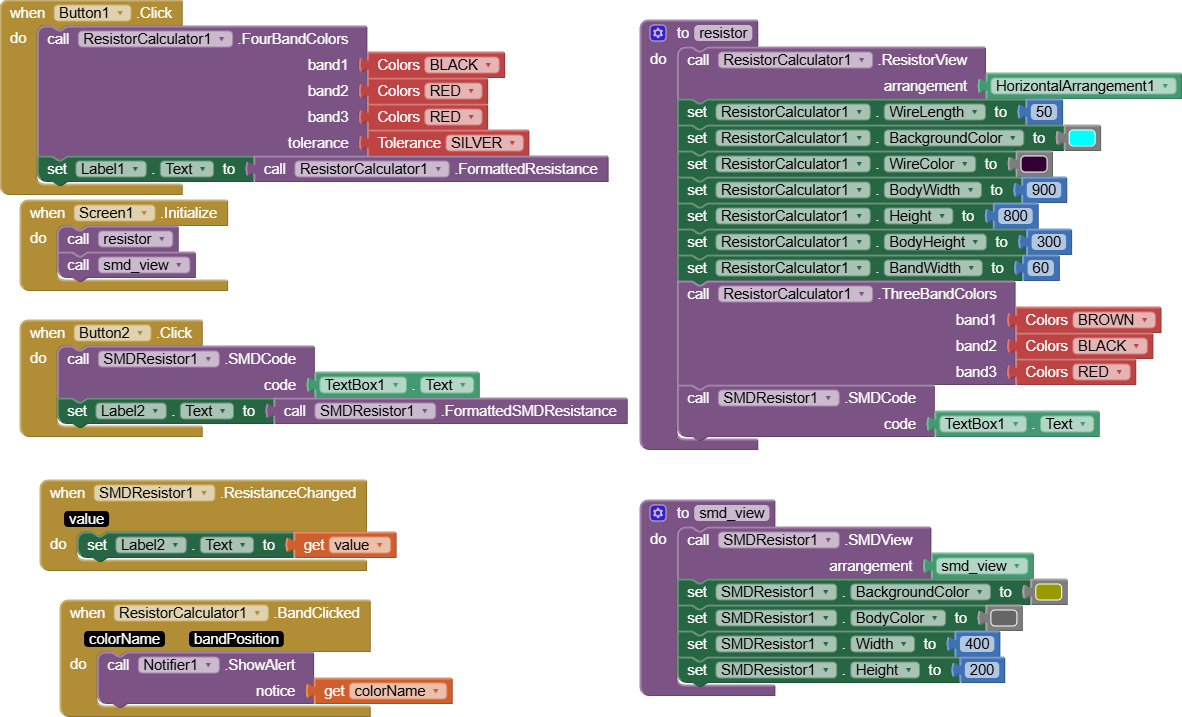 when Button1 .Click
do call ResistorCalculator1 .FourBandColors
band1 Colors BLACK
band2 Colors RED
band3 Colors RED
tolerance Tolerance SILVER
set Label1 . Text to call ResistorCalculator1 .FormattedResistance
when Screen1 .Initialize
do call resistor
call smd_view
when Button2 .Click
do call SMDResistor1 .SMDCode
code TextBox1 . Text
set Label2 . Text to call SMDResistor1 .FormattedSMDResistance
when SMDResistor1 .ResistanceChanged
value
do set Label2 . Text to get value
when ResistorCalculator1 .BandClicked
colorName bandPosition
do call Notifier1 .ShowAlert
notice get colorName
to resistor
do call ResistorCalculator1 .ResistorView
arrangement HorizontalArrangement1
set ResistorCalculator1 . WireLength to 50
set ResistorCalculator1 . BackgroundColor to
set ResistorCalculator1 . WireColor to
set ResistorCalculator1 . BodyWidth to 900
set ResistorCalculator1 . Height to 800
set ResistorCalculator1 . BodyHeight to 300
set ResistorCalculator1 . BandWidth to 60
call ResistorCalculator1 .ThreeBandColors
band1 Colors BROWN
band2 Colors BLACK
band3 Colors RED
call SMDResistor1 .SMDCode
code TextBox1 . Text
to smd_view
do call SMDResistor1 .SMDView
arrangement smd_view
set SMDResistor1 . BackgroundColor to
set SMDResistor1 . BodyColor to
set SMDResistor1 . Width to 400
set SMDResistor1 . Height to 200